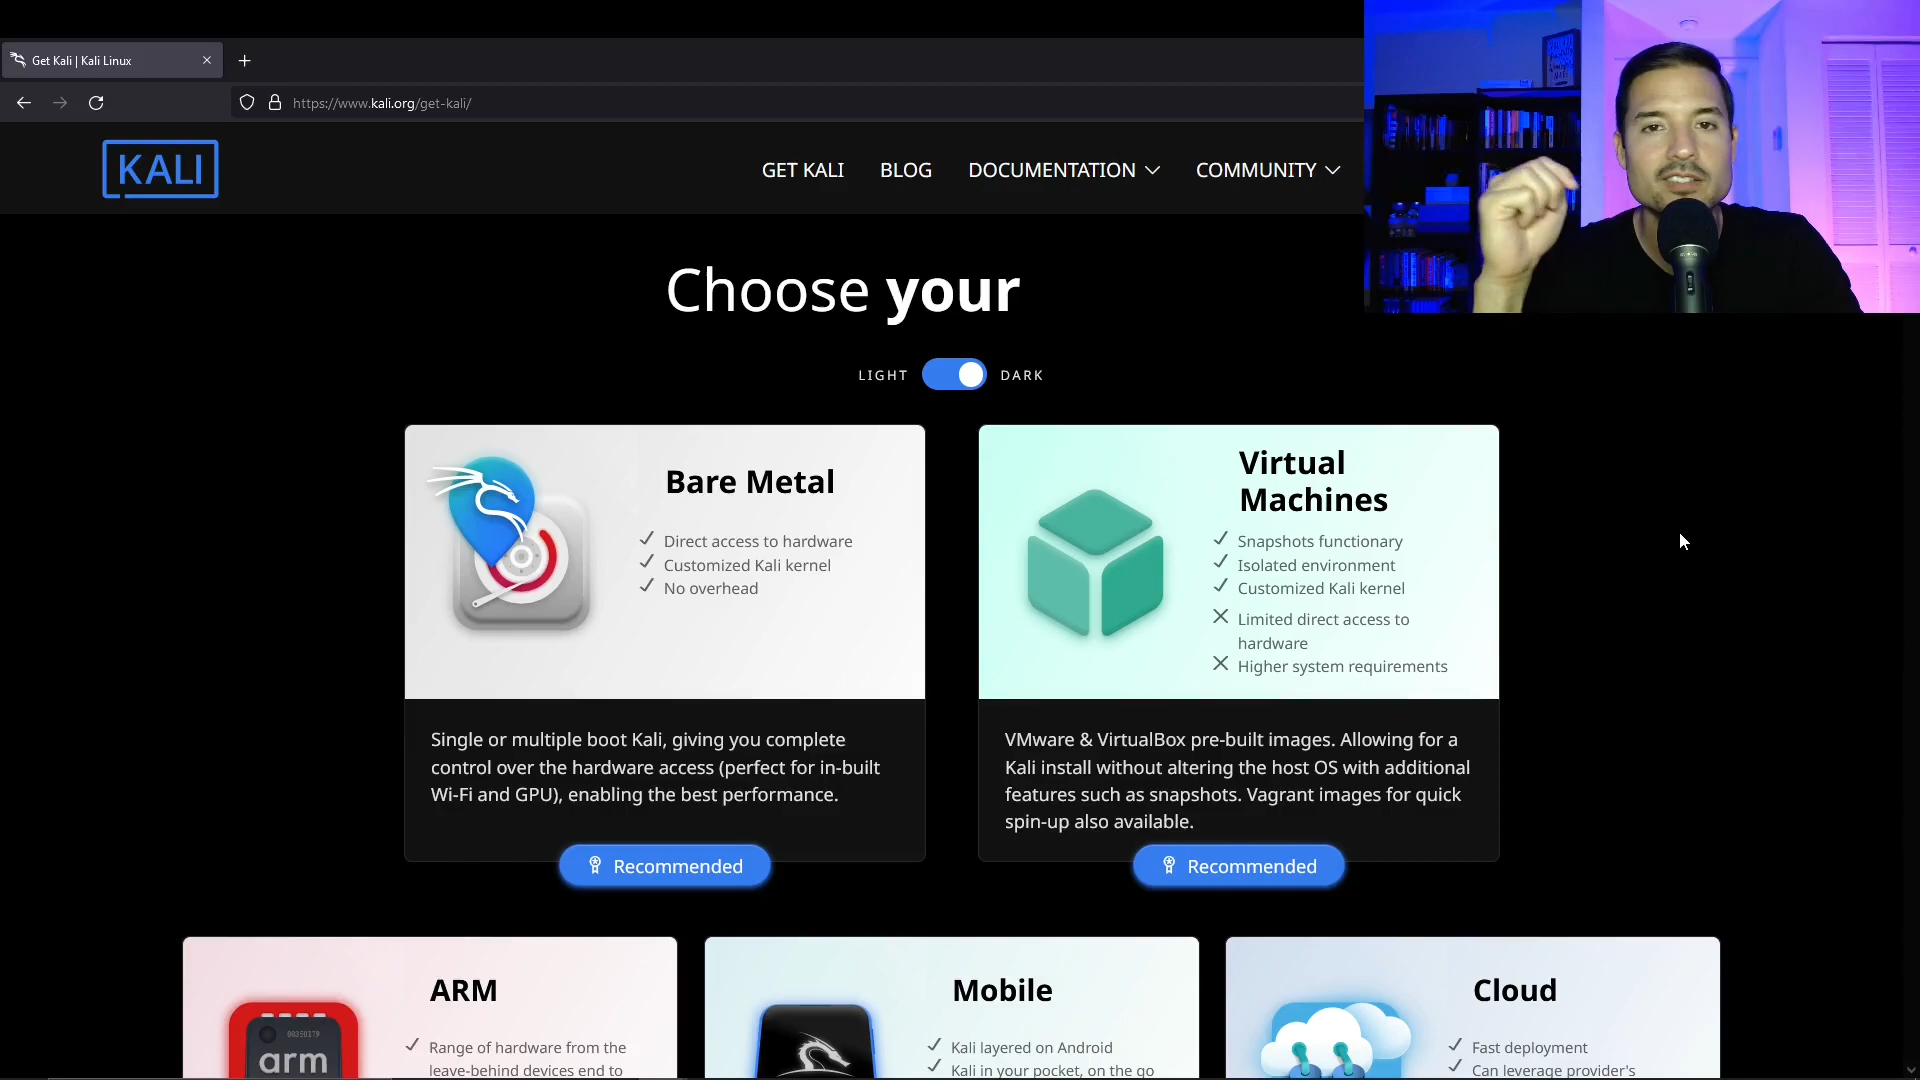 Get Kali | Kali Linux
https://www.kali.org/get-kali/
KALI
GET KALI
BLOG
DOCUMENTATION
COMMUNITY
Choose your
LIGHT
DARK
Bare Metal
Direct access to hardware
Customized Kali kernel
No overhead
Single or multiple boot Kali, giving you complete
control over the hardware access (perfect for in-built
Wi-Fi and GPU), enabling the best performance.
Recommended
Virtual
Machines
Snapshots functionary
Isolated environment
Customized Kali kernel
Limited direct access to
hardware
Higher system requirements
VMware & VirtualBox pre-built images. Allowing for a
Kali install without altering the host OS with additional
features such as snapshots. Vagrant images for quick
spin-up also available.
Recommended
ARM
00350179
arm
Range of hardware from the
leave-behind devices end to
Mobile
Kali layered on Android
Kali in your pocket, on the go
Cloud
Fast deployment
Can leverage provider's